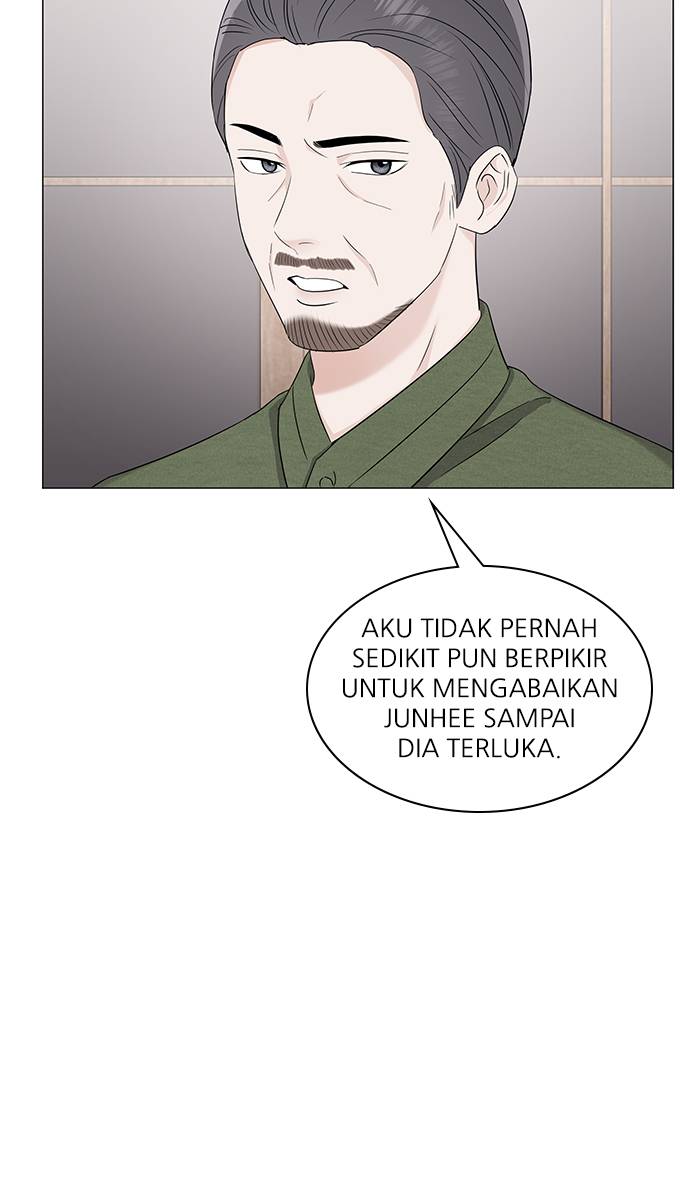 AKU TIDAK PERNAH
SEDIKIT PUN BERPIKIR
UNTUK MENGABAIKAN
JUNHEE SAMPAI
DIA TERLUKA.